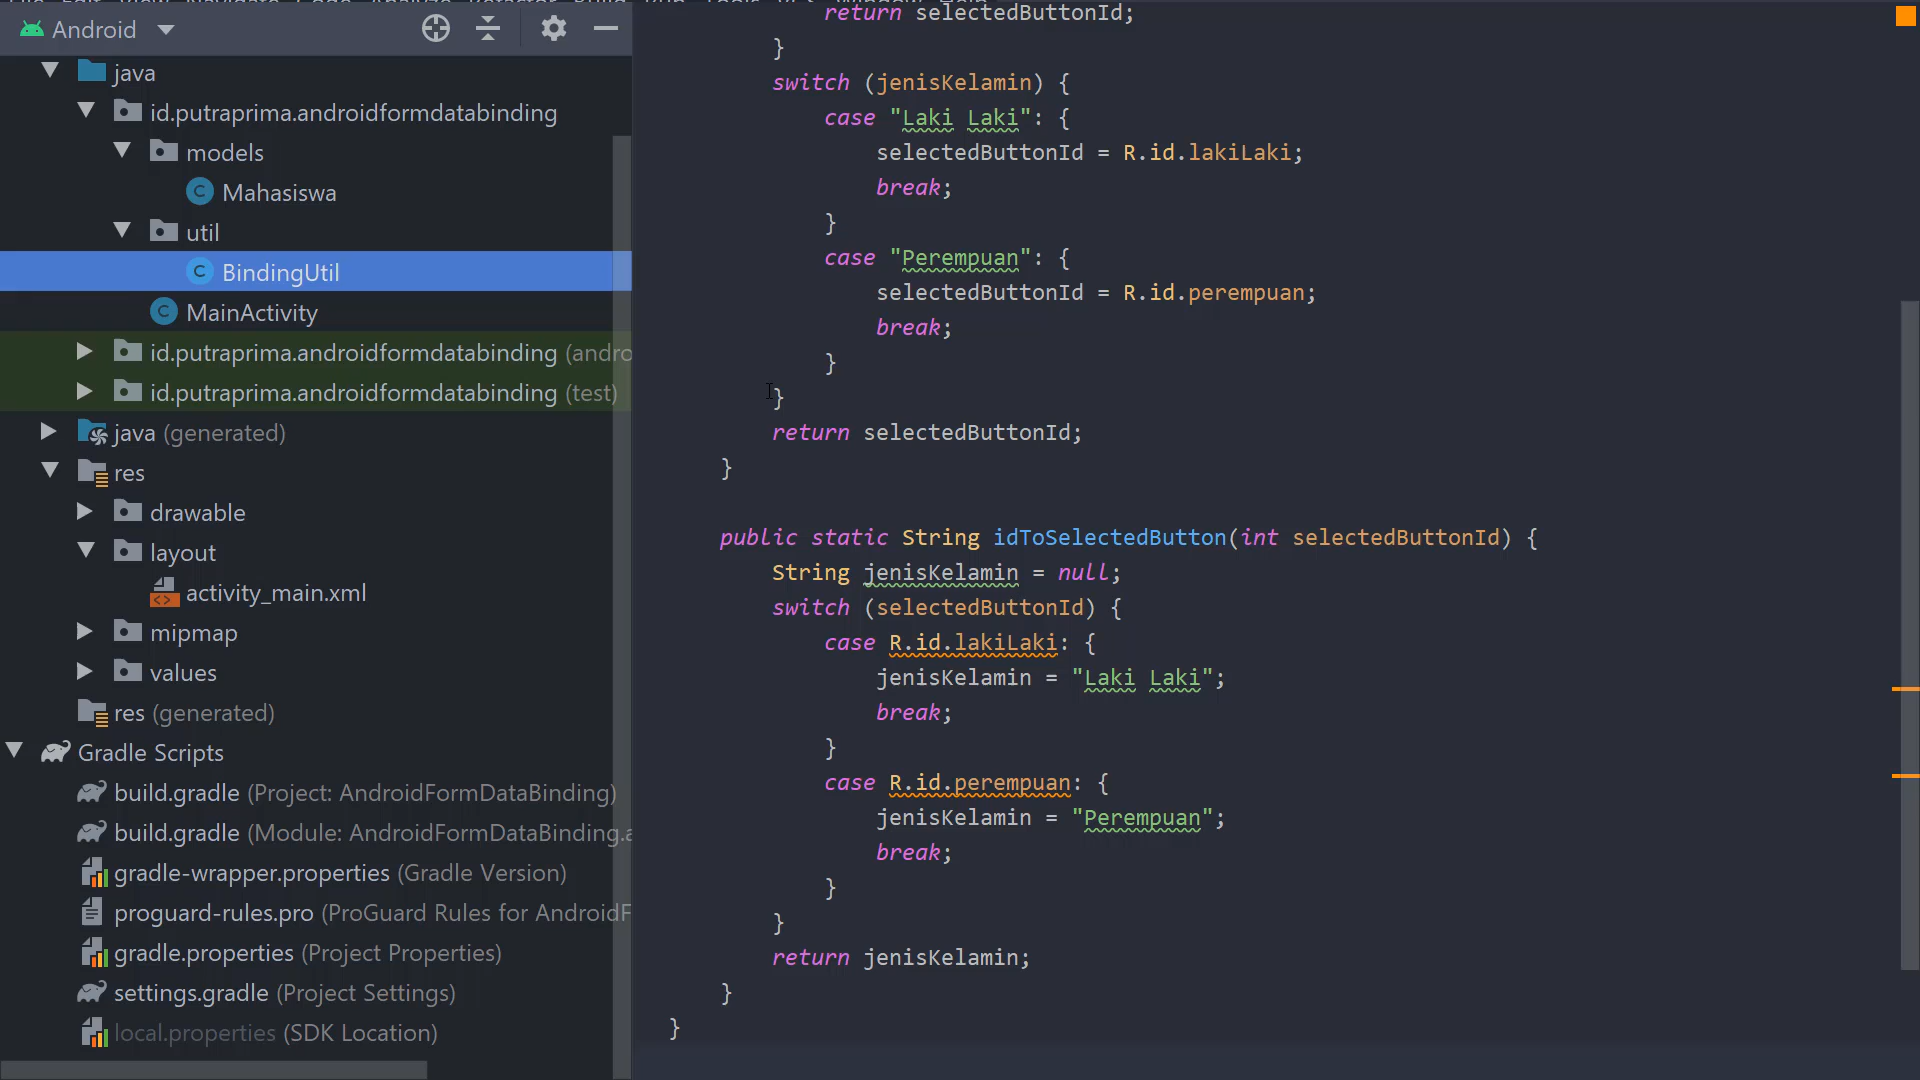 Android
java
id.putraprima.androidformdatabinding
models
Mahasiswa
util
BindingUtil
MainActivity
id.putraprima.androidformdatabinding (andro
id.putraprima.androidformdatabinding (test)
java (generated)
res
drawable
layout
activity_main.xml
mipmap
values
res (generated)
Gradle Scripts
build.gradle (Project: AndroidFormDataBinding)
build.gradle (Module: AndroidFormDataBinding.a
gradle-wrapper.properties (Gradle Version)
proguard-rules.pro (ProGuard Rules for AndroidF
gradle.properties (Project Properties)
settings.gradle (Project Settings)
local.properties (SDK Location)
return selectedButtonId;
}
switch (jenisKelamin) {
case "Laki Laki": {
selectedButtonId = R.id.lakiLaki;
break;
}
case "Perempuan": {
selectedButtonId = R.id.perempuan;
break;
}
}
return selectedButtonId;
}
public static String idToSelectedButton(int selectedButtonId) {
String jenisKelamin = null;
switch (selectedButtonId) {
case R.id.lakiLaki: {
jenisKelamin = "Laki Laki";
break;
}
case R.id.perempuan: {
jenisKelamin = "Perempuan";
break;
}
}
return jenisKelamin;
}
}